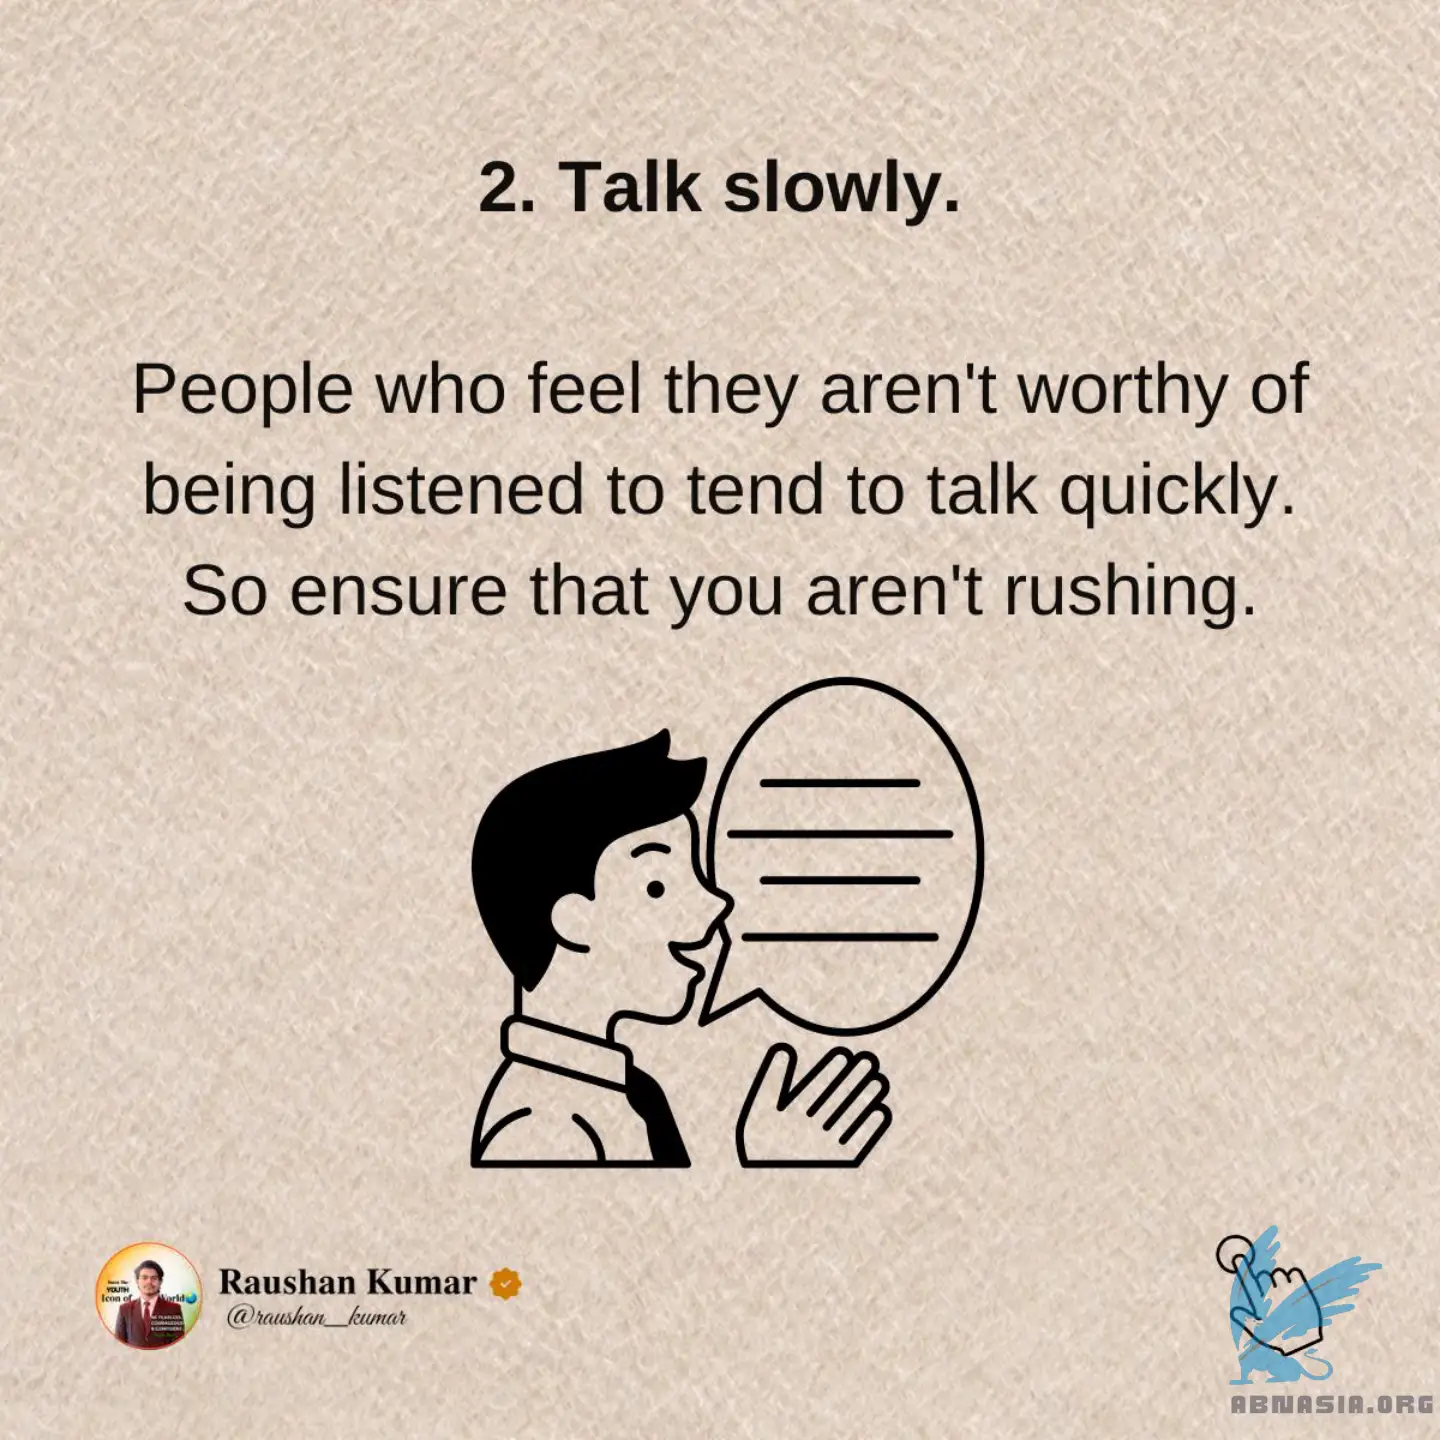 2. Talk slowly.
People who feel they aren't worthy of
being listened to tend to talk quickly.
So ensure that you aren't rushing.
YOUTH
Icon of World
Raushan Kumar
@raushan__kumar
ABNASIA.ORG